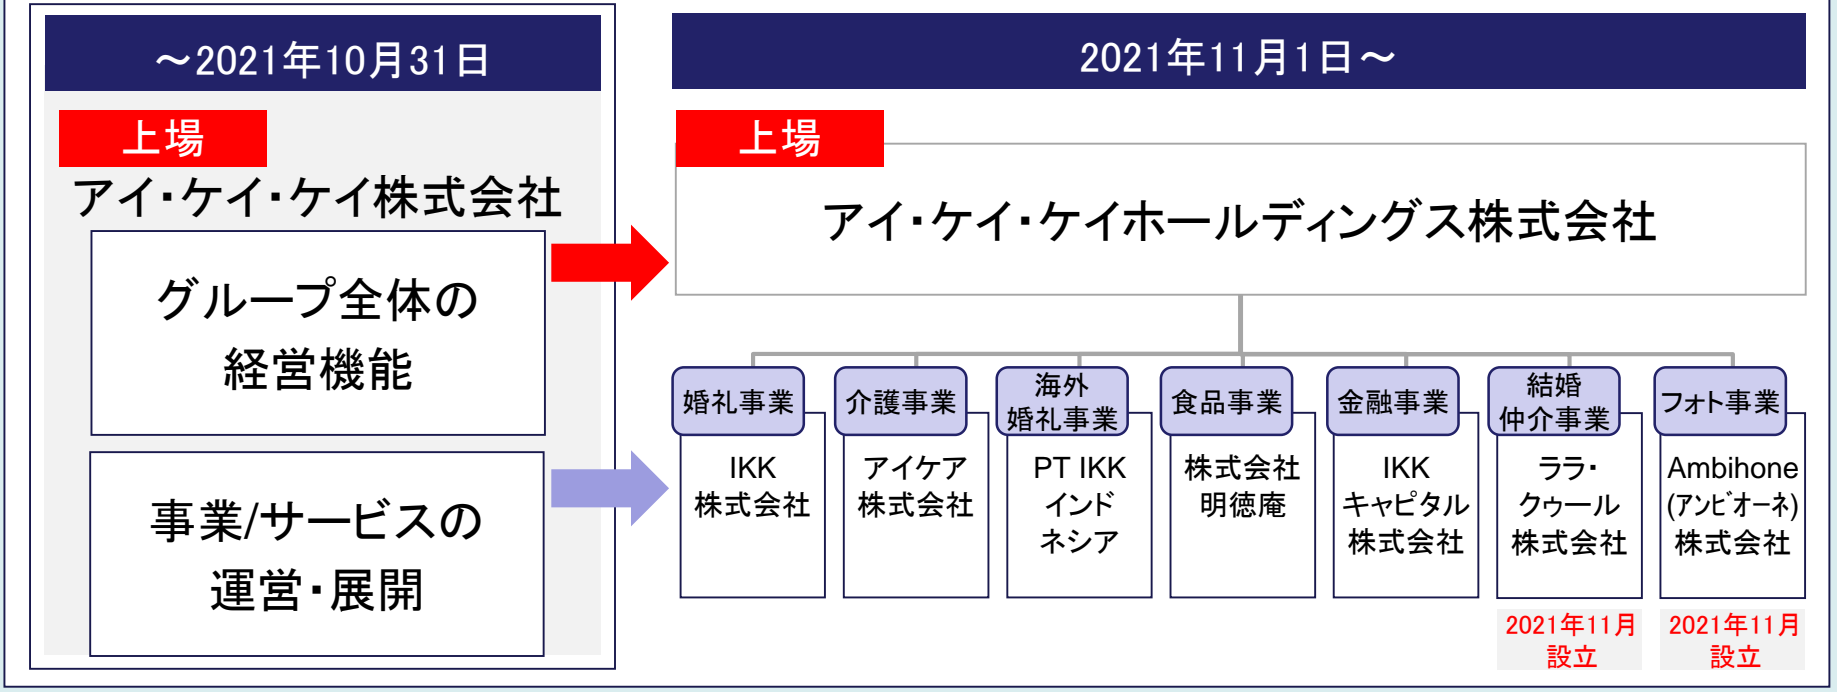 ～2021年10月31日
上場
アイ・ケイ・ケイ株式会社
グループ全体の
経営機能
事業/サービスの
運営・展開
2021年11月1日～
上場
アイ・ケイ・ケイホールディングス株式会社
婚礼事業
IKK
株式会社
介護事業
アイケア
株式会社
海外
婚礼事業
PT IKK
インド
ネシア
食品事業
株式会社
明徳庵
金融事業
IKK
キャピタル
株式会社
結婚
仲介事業
ララ・
クゥール
株式会社
2021年11月
設立
フォト事業
Ambihone
(アンビオーネ)
株式会社
2021年11月
設立